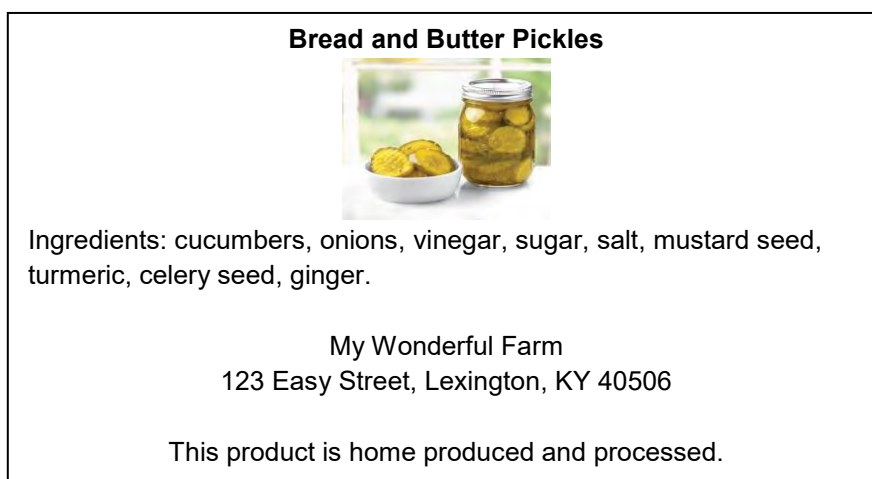 Bread and Butter Pickles
Ingredients: cucumbers, onions, vinegar, sugar, salt, mustard seed,
turmeric, celery seed, ginger.
My Wonderful Farm
123 Easy Street, Lexington, KY 40506
This product is home produced and processed.